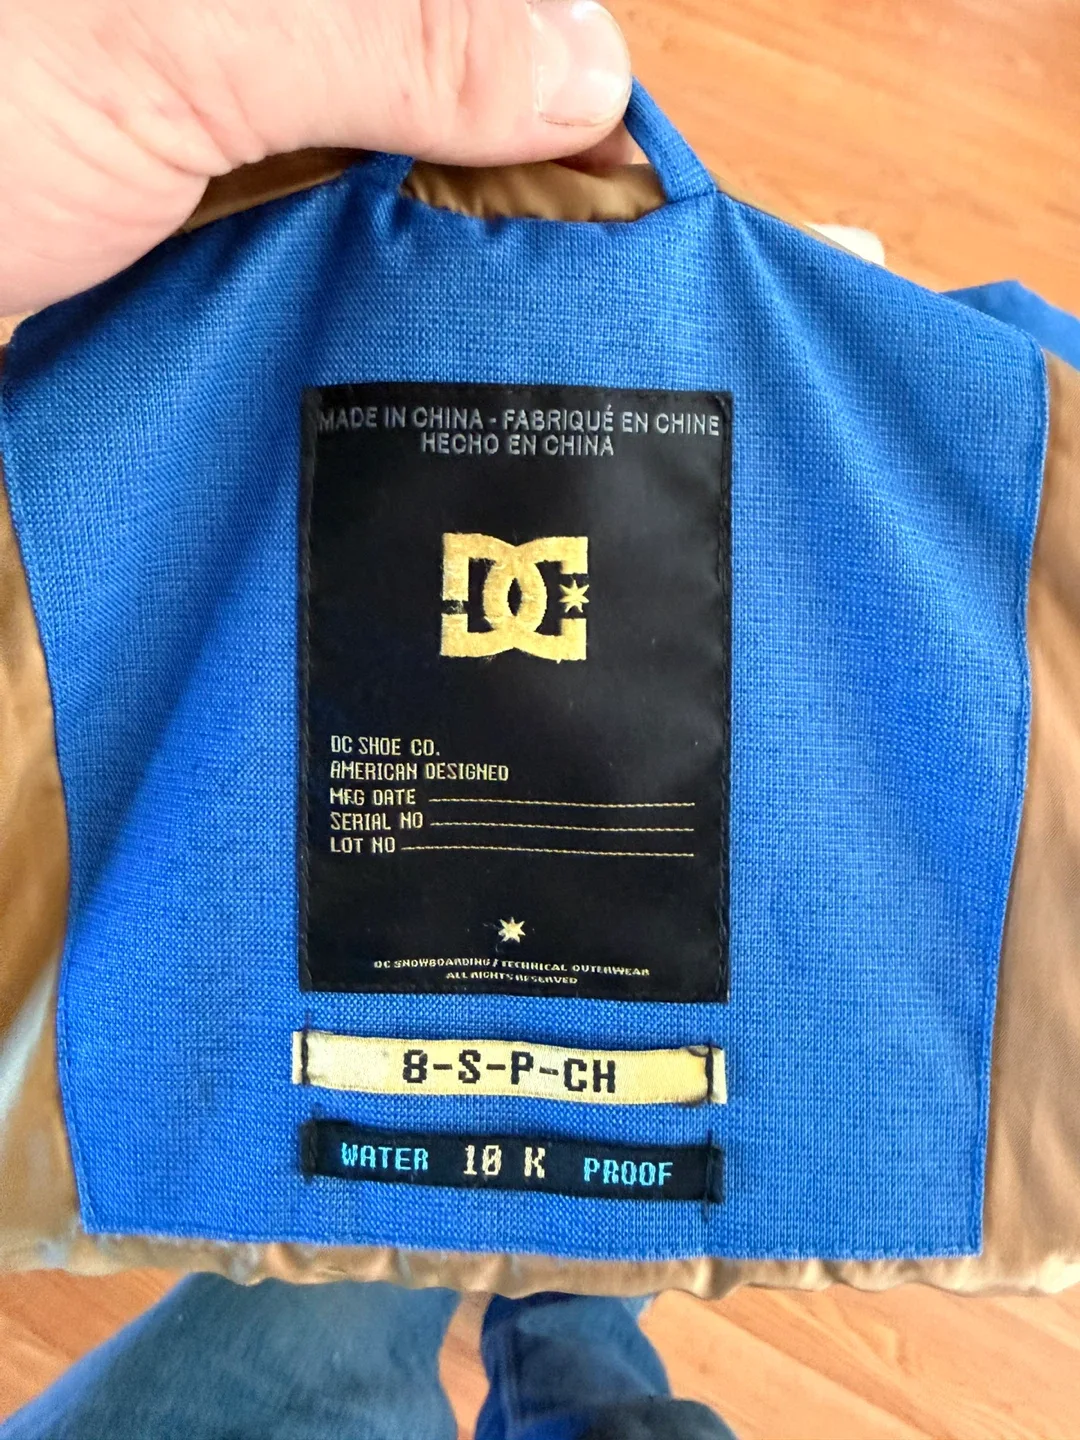 MADE IN CHINA - FABRIQUÉ EN CHINE
HECHO EN CHINA
DC
DC SHOE CO.
AMERICAN DESIGNED
MFG DATE
SERIAL NO
LOT NO
DC SNOWBOARDING / TECHNICAL OUTERWEAR
ALL RIGHTS RESERVED
8-S-P-CH
WATER 10 K PROOF